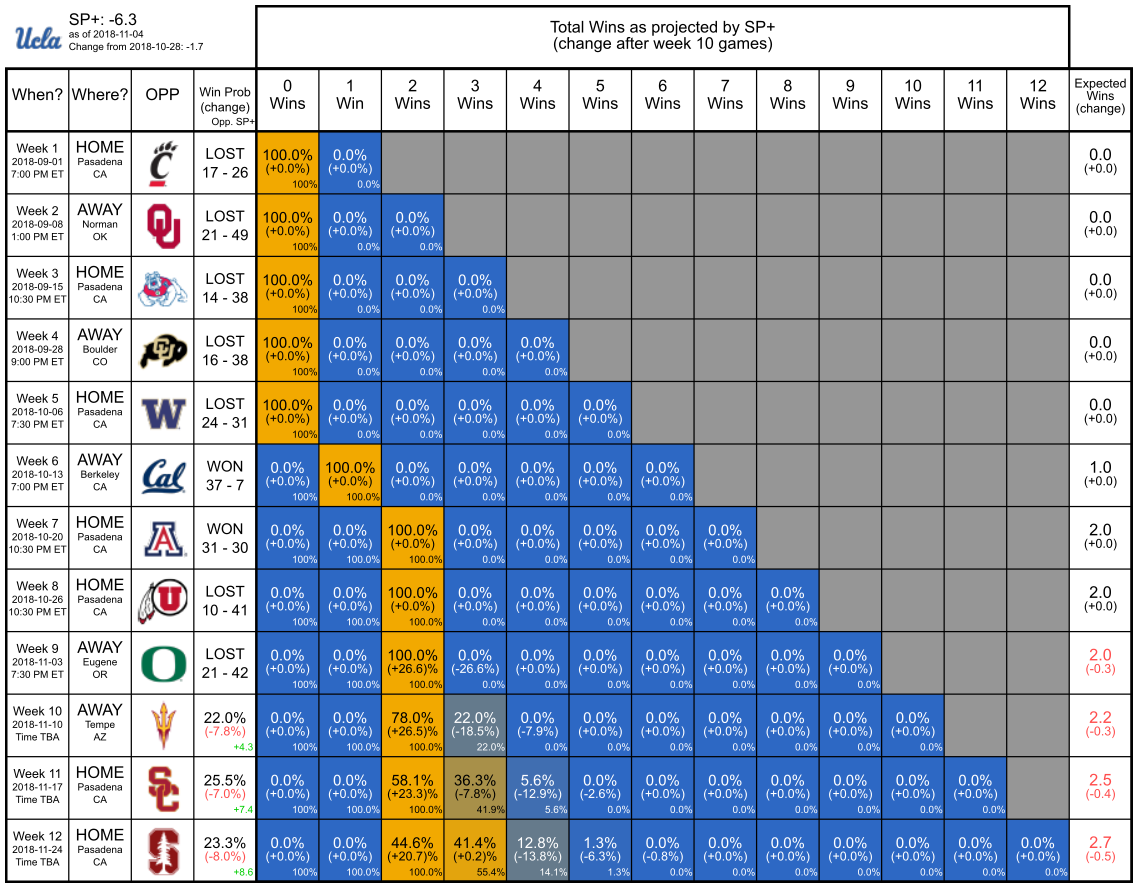 Ucla
SP+: -6.3
as of 2018-11-04
Change from 2018-10-28: -1.7
Total Wins as projected by SP+
(change after week 10 games)
When? Where? OPP Win Prob (change) Opp. SP+ 0 Wins 1 Win 2 Wins 3 Wins 4 Wins 5 Wins 6 Wins 7 Wins 8 Wins 9 Wins 10 Wins 11 Wins 12 Wins Expected Wins (change)
Week 1 HOME LOST 100.0% 0.0% 0.0
2018-09-01 Pasadena C 17 - 26 (+0.0%) (+0.0%) (+0.0)
7:00 PM ET CA 100% 0.0%
Week 2 AWAY LOST 100.0% 0.0% 0.0% 0.0
2018-09-08 Norman OU 21 - 49 (+0.0%) (+0.0%) (+0.0%) (+0.0)
1:00 PM ET OK 100% 0.0% 0.0%
Week 3 HOME LOST 100.0% 0.0% 0.0% 0.0% 0.0
2018-09-15 Pasadena 14 - 38 (+0.0%) (+0.0%) (+0.0%) (+0.0%) (+0.0)
10:30 PM ET CA 100% 0.0% 0.0% 0.0%
Week 4 AWAY LOST 100.0% 0.0% 0.0% 0.0% 0.0% 0.0
2018-09-28 Boulder CU 16 - 38 (+0.0%) (+0.0%) (+0.0%) (+0.0%) (+0.0%) (+0.0)
9:00 PM ET CO 100% 0.0% 0.0% 0.0% 0.0%
Week 5 HOME LOST 100.0% 0.0% 0.0% 0.0% 0.0% 0.0% 0.0
2018-10-06 Pasadena W 24 - 31 (+0.0%) (+0.0%) (+0.0%) (+0.0%) (+0.0%) (+0.0%) (+0.0)
7:30 PM ET CA 100% 0.0% 0.0% 0.0% 0.0% 0.0%
Week 6 AWAY WON 0.0% 100.0% 0.0% 0.0% 0.0% 0.0% 0.0% 1.0
2018-10-13 Berkeley Cal 37 - 7 (+0.0%) (+0.0%) (+0.0%) (+0.0%) (+0.0%) (+0.0%) (+0.0%) (+0.0)
7:00 PM ET CA 100% 100.0% 0.0% 0.0% 0.0% 0.0% 0.0%
Week 7 HOME WON 0.0% 0.0% 100.0% 0.0% 0.0% 0.0% 0.0% 0.0% 2.0
2018-10-20 Pasadena A 31 - 30 (+0.0%) (+0.0%) (+0.0%) (+0.0%) (+0.0%) (+0.0%) (+0.0%) (+0.0%) (+0.0)
10:30 PM ET CA 100% 100.0% 100.0% 0.0% 0.0% 0.0% 0.0% 0.0%
Week 8 HOME LOST 0.0% 0.0% 100.0% 0.0% 0.0% 0.0% 0.0% 0.0% 0.0% 2.0
2018-10-26 Pasadena U 10 - 41 (+0.0%) (+0.0%) (+0.0%) (+0.0%) (+0.0%) (+0.0%) (+0.0%) (+0.0%) (+0.0%) (+0.0)
10:30 PM ET CA 100% 100.0% 100.0% 0.0% 0.0% 0.0% 0.0% 0.0% 0.0%
Week 9 AWAY LOST 0.0% 0.0% 100.0% 0.0% 0.0% 0.0% 0.0% 0.0% 0.0% 0.0% 2.0
2018-11-03 Eugene O 21 - 42 (+0.0%) (+0.0%) (+26.6)% (-26.6%) (+0.0%) (+0.0%) (+0.0%) (+0.0%) (+0.0%) (+0.0%) (-0.3)
7:30 PM ET OR 100% 100.0% 100.0% 0.0% 0.0% 0.0% 0.0% 0.0% 0.0% 0.0%
Week 10 AWAY 22.0% 0.0% 0.0% 78.0% 22.0% 0.0% 0.0% 0.0% 0.0% 0.0% 0.0% 0.0% 2.2
2018-11-10 Tempe (-7.8%) (+0.0%) (+0.0%) (+26.5)% (-18.5%) (-7.9%) (+0.0%) (+0.0%) (+0.0%) (+0.0%) (+0.0%) (+0.0%) (-0.3)
Time TBA AZ +4.3 100% 100.0% 100.0% 22.0% 0.0% 0.0% 0.0% 0.0% 0.0% 0.0% 0.0%
Week 11 HOME 25.5% 0.0% 0.0% 58.1% 36.3% 5.6% 0.0% 0.0% 0.0% 0.0% 0.0% 0.0% 0.0% 2.5
2018-11-17 Pasadena SC (-7.0%) (+0.0%) (+0.0%) (+23.3)% (-7.8%) (-12.9%) (-2.6%) (+0.0%) (+0.0%) (+0.0%) (+0.0%) (+0.0%) (+0.0%) (-0.4)
Time TBA CA +7.4 100% 100.0% 100.0% 41.9% 5.6% 0.0% 0.0% 0.0% 0.0% 0.0% 0.0% 0.0%
Week 12 HOME 23.3% 0.0% 0.0% 44.6% 41.4% 12.8% 1.3% 0.0% 0.0% 0.0% 0.0% 0.0% 0.0% 0.0% 2.7
2018-11-24 Pasadena S (-8.0%) (+0.0%) (+0.0%) (+20.7)% (+0.2)% (-13.8%) (-6.3%) (-0.8%) (+0.0%) (+0.0%) (+0.0%) (+0.0%) (+0.0%) (+0.0%) (-0.5)
Time TBA CA +8.6 100% 100.0% 100.0% 55.4% 14.1% 1.3% 0.0% 0.0% 0.0% 0.0% 0.0% 0.0% 0.0%